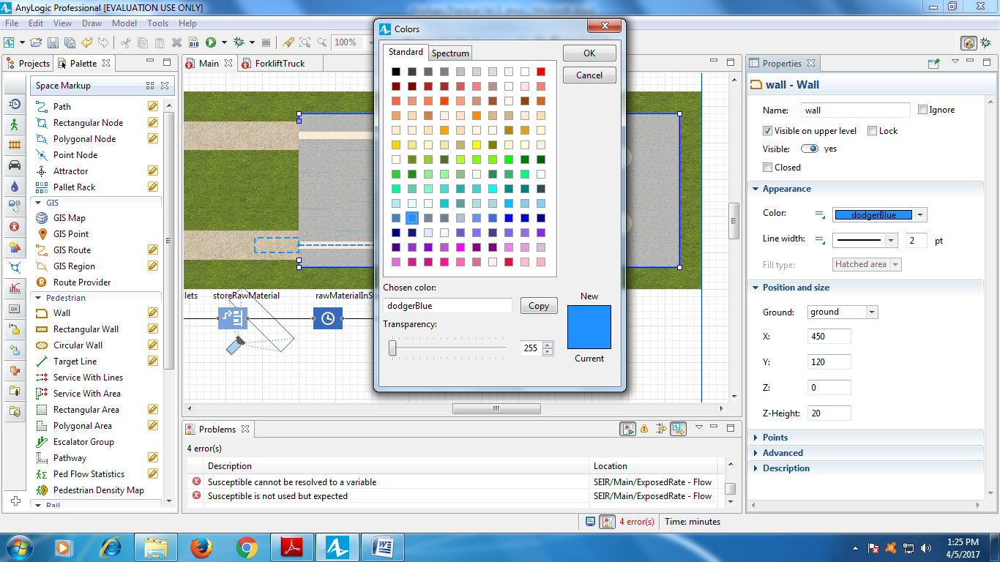 AnyLogic Professional [EVALUATION USE ONLY]
File Edit View Draw Model Tools Help
100%
Projects Palette
Space Markup
Path
Rectangular Node
Polygonal Node
Point Node
Attractor
Pallet Rack
GIS
GIS Map
GIS Point
GIS Route
GIS Region
Route Provider
Pedestrian
Wall
Rectangular Wall
Circular Wall
Target Line
Service With Lines
Service With Area
Rectangular Area
Polygonal Area
Escalator Group
Pathway
Ped Flow Statistics
Pedestrian Density Map
Rail
OK
Main ForkliftTruck
lets storeRawMaterial rawMaterialInS
Colors
Standard Spectrum
OK
Cancel
Chosen color:
dodgerBlue Copy
Transparency:
255
New
Current
Problems
4 error(s)
Description Location
Susceptible cannot be resolved to a variable SEIR/Main/ExposedRate - Flow
Susceptible is not used but expected SEIR/Main/ExposedRate - Flow
Properties
wall - Wall
Name: wall Ignore
Visible on upper level Lock
Visible: yes
Closed
Appearance
Color: dodgerBlue
Line width: 2 pt
Fill type: Hatched area
Position and size
Ground: ground
X: 450
Y: 120
Z: 0
Z-Height: 20
Points
Advanced
Description
4 error(s) Time: minutes
1:25 PM
4/5/2017